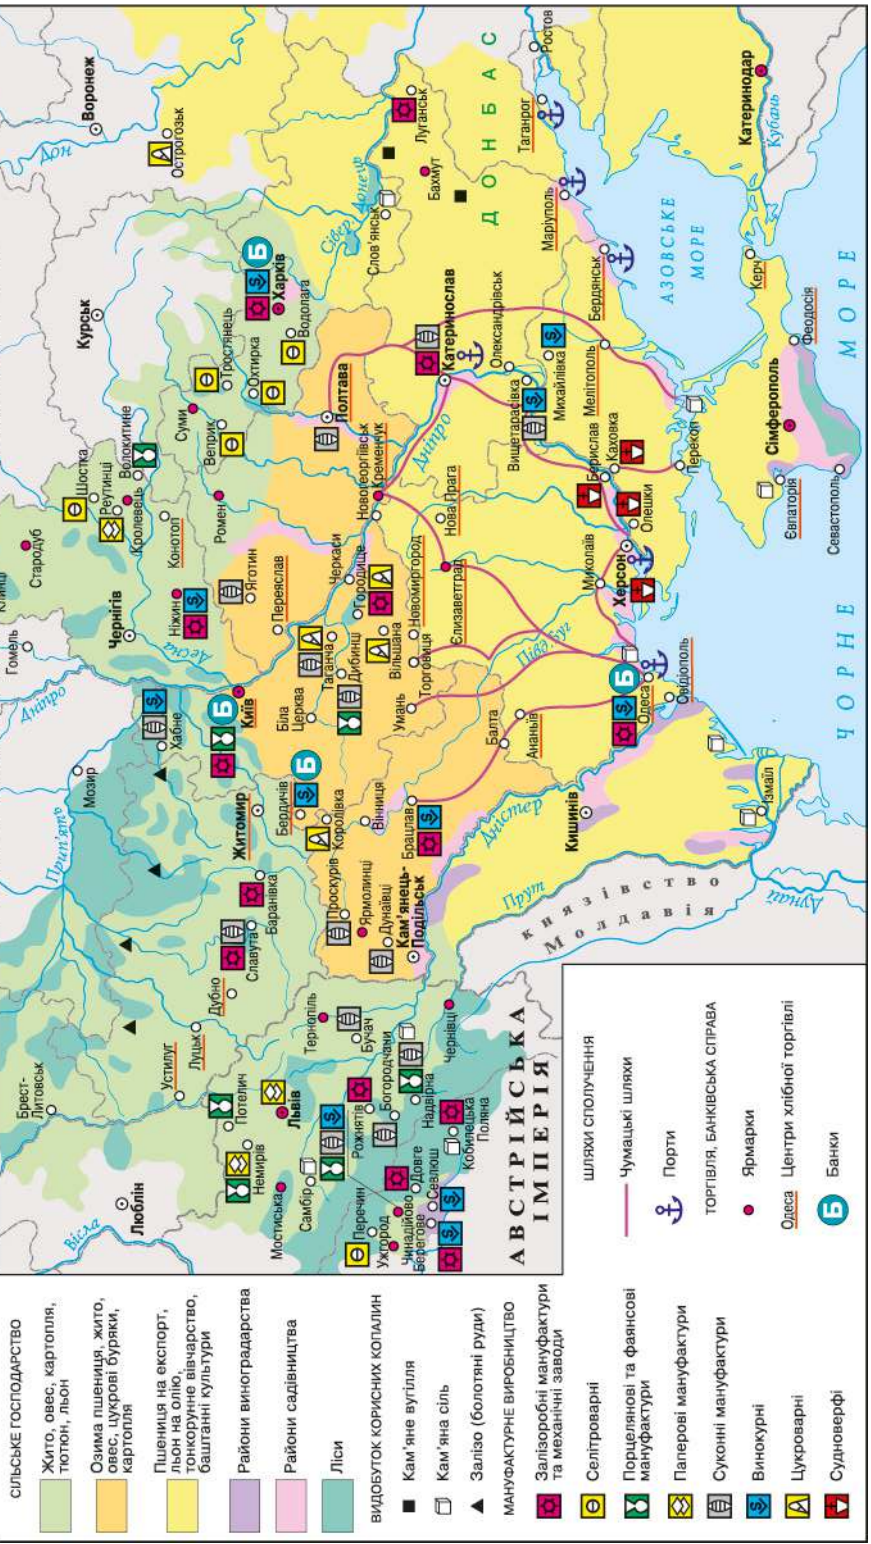 СІЛЬСЬКЕ ГОСПОДАРСТВО
Жито, овес, картопля,
тютюн, льон
Озима пшениця, жито,
овес, цукрові буряки,
картопля
Пшениця на експорт,
льон на олію,
тонкорунне вівчарство,
баштанні культури
Райони виноградарства
Райони садівництва
Ліси
ВИДОБУТОК КОРИСНИХ КОПАЛИН
Кам'яне вугілля
Кам'яна сіль
Залізо (болотяні руди)
МАНУФАКТУРНЕ ВИРОБНИЦТВО
Залізоробні мануфактури
та механічні заводи
Селітроварні
Порцелянові та фаянсові
мануфактури
Паперові мануфактури
Суконні мануфактури
Винокурні
Цукроварні
Судноверфі
ШЛЯХИ СПОЛУЧЕННЯ
Чумацькі шляхи
Порти
ТОРГІВЛЯ, БАНКІВСЬКА СПРАВА
Ярмарки
Одеса
Центри хлібної торгівлі
Б
Банки
Вісла
Люблін
Брест-
Литовськ
Устилуг
Луцьк
Дубно
Потелич
Немирів
Львів
Мостиська
Самбір
Рожнятів
Перечин
Ужгород
Чинадійово
Берегове
Довге
Севлюш
Кобилецька
Поляна
Надвірна
Богородчани
Бучач
Тернопіль
Чернівці
АВСТРІЙСЬКА
ІМПЕРІЯ
Славута
Баранівка
Проскурів
Ярмолинці
Дунаївці
Кам'янець-
Подільськ
Прип'ять
Мозир
Хабне
Житомир
Бердичів
Б
Королівка
Вінниця
Брацлав
Дністер
Прут
КНЯЗІВСТВО
Молдавія
Дунай
Кишинів
Ізмаїл
Гомель
Дніпро
Клинці
Стародуб
Чернігів
Десна
Ніжин
Київ
Б
Біла
Церква
Таганча
Дибинці
Умань
Балта
Ананьїв
Торговиця
Вільшана
Городище
Черкаси
Новомиргород
Переяслав
Яготин
Єлизаветград
Півд.Буг
Одеса
Б
Овідіополь
Миколаїв
Херсон
Шостка
Реутинці
Кролевець
Волокитине
Конотоп
Ромен
Суми
Веприк
Курськ
Тростянець
Охтирка
Водолага
Харків
Б
Полтава
Новогеоргіївськ
Кременчук
Нова Прага
Дніпро
Катеринослав
Олександрівськ
Вищетарасівка
Михайлівка
Мелітополь
Берислав
Каховка
Олешки
Перекоп
Воронеж
Дон
Острогозьк
Сівер. Донець
Слов'янськ
Бахмут
Луганськ
ДОНБАС
Ростов
Таганрог
Маріуполь
Бердянськ
АЗОВСЬКЕ
МОРЕ
Катеринодар
Кубань
Керч
Феодосія
Сімферополь
Євпаторія
Севастополь
ЧОРНЕ МОРЕ